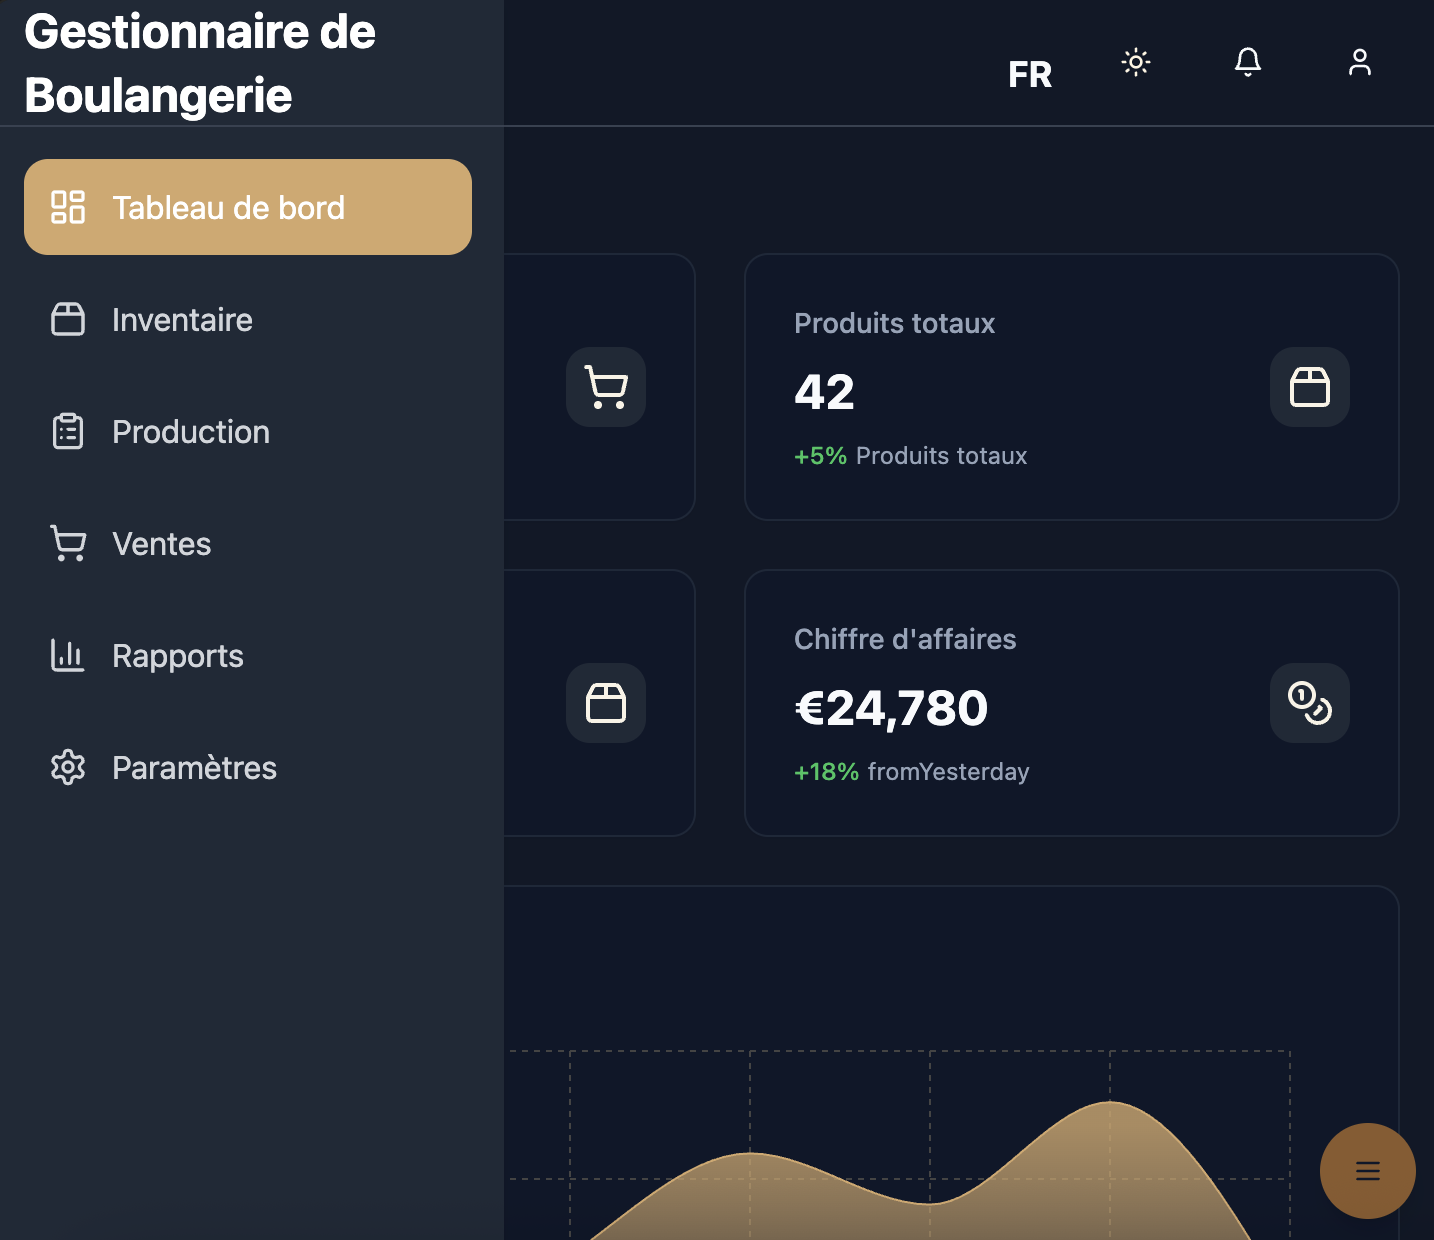 Gestionnaire de
Boulangerie
FR
Tableau de bord
Inventaire
Production
Ventes
Rapports
Paramètres
Produits totaux
42
+5% Produits totaux
Chiffre d'affaires
€24,780
+18% fromYesterday